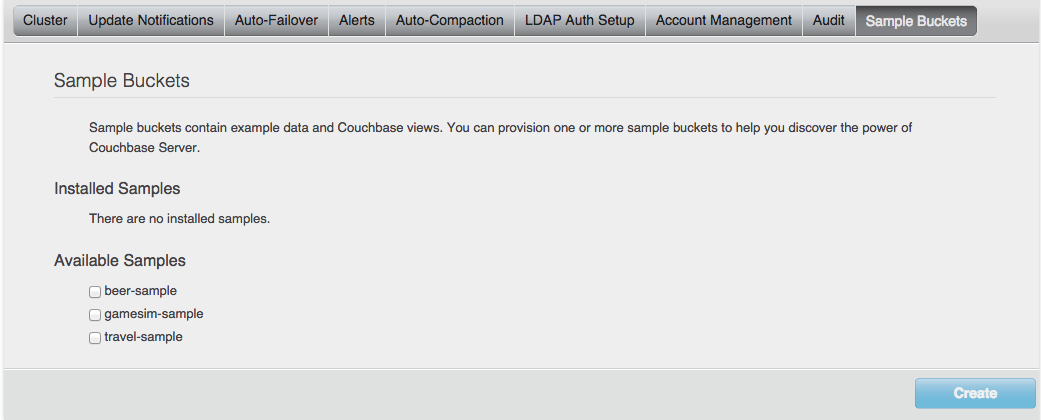 Cluster Update Notifications Auto-Failover Alerts Auto-Compaction LDAP Auth Setup Account Management Audit Sample Buckets
Sample Buckets
Sample buckets contain example data and Couchbase views. You can provision one or more sample buckets to help you discover the power of
Couchbase Server.
Installed Samples
There are no installed samples.
Available Samples
beer-sample
gamesim-sample
travel-sample
Create